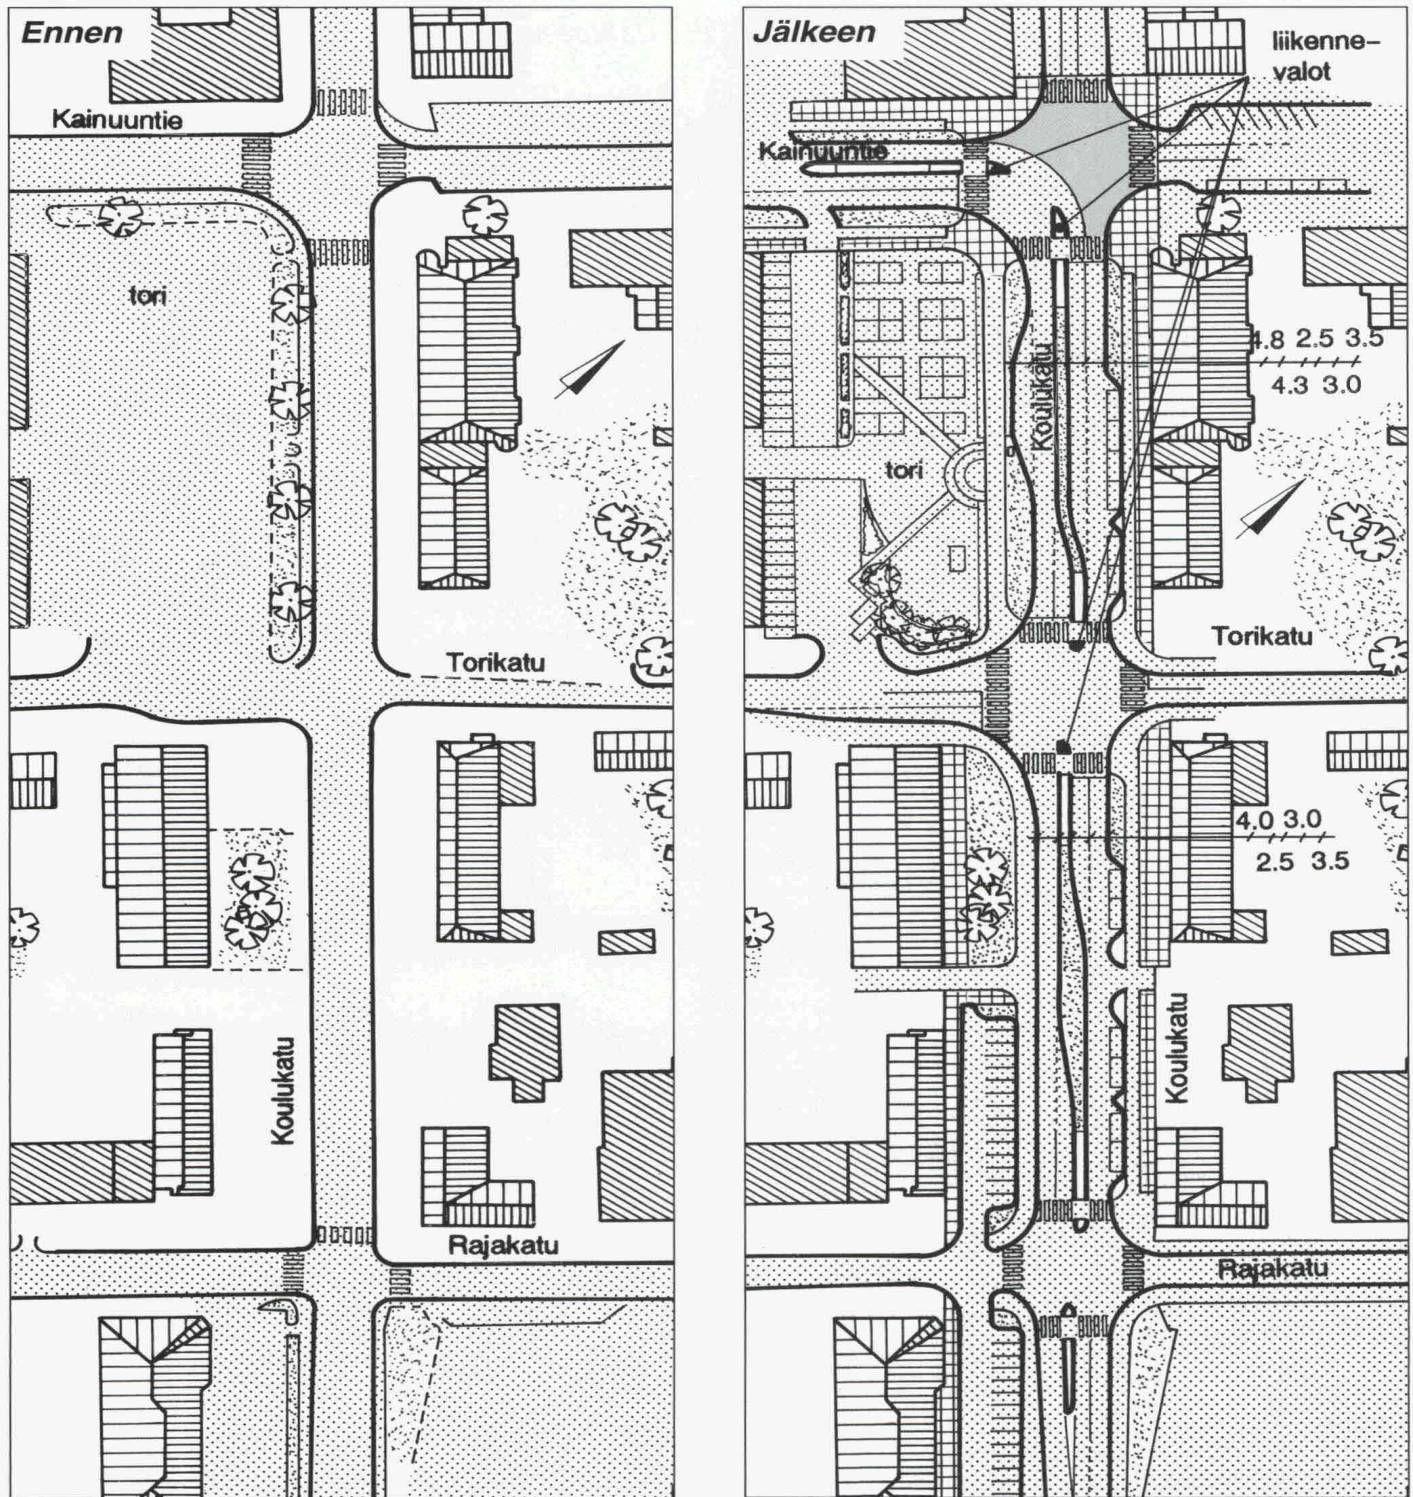 Ennen
Kainuuntie
tori
Torikatu
Koulukatu
Rajakatu
Jälkeen
liikenne-
valot
Kainuuntie
Koulukatu
4.8 2.5 3.5
4.3 3.0
tori
Torikatu
4.0 3.0
2.5 3.5
Koulukatu
Rajakatu